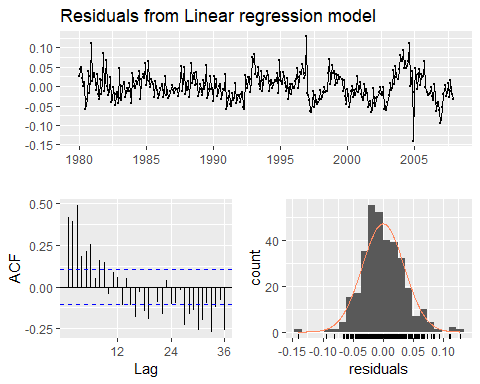 Residuals from Linear regression model
0.10
0.05
0.00
-0.05
-0.10
-0.15
1980 1985 1990 1995 2000 2005
ACF
0.50
0.25
0.00
-0.25
12 24 36
Lag
count
40
20
0
-0.15 -0.10 -0.05 0.00 0.05 0.10
residuals